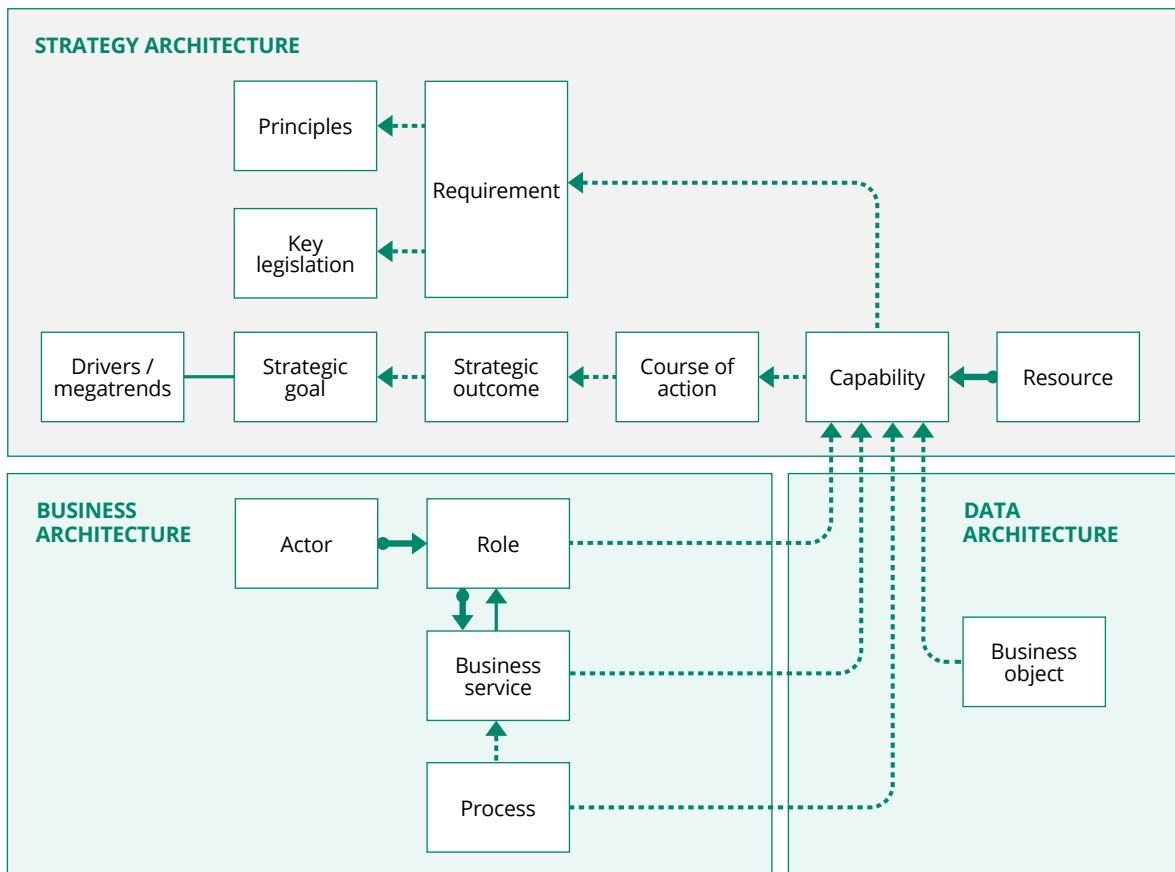 STRATEGY ARCHITECTURE
Principles
Requirement
Key
legislation
Drivers /
megatrends
Strategic
goal
Strategic
outcome
Course of
action
Capability
Resource
BUSINESS
ARCHITECTURE
Actor
Role
Business
service
Process
DATA
ARCHITECTURE
Business
object